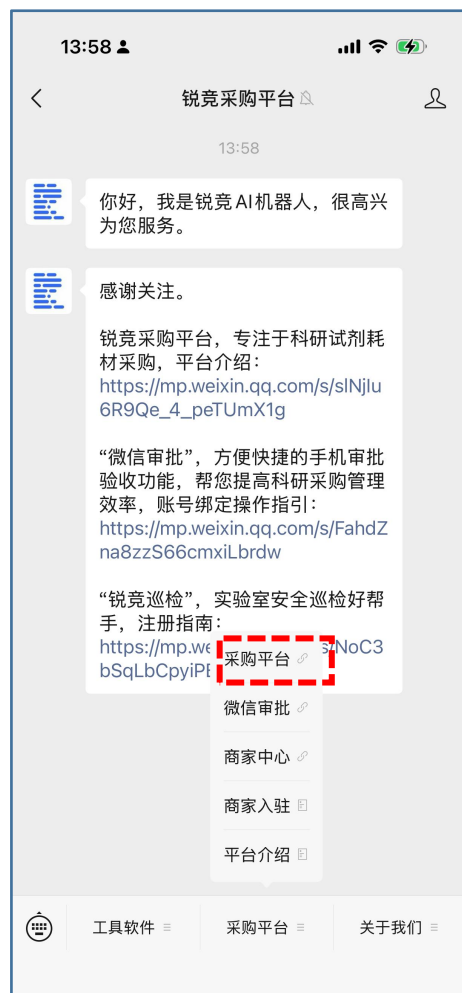 13:58
锐竞采购平台
13:58
你好，我是锐竞AI机器人，很高兴
为您服务。
感谢关注。
锐竞采购平台，专注于科研试剂耗
材采购，平台介绍：
https://mp.weixin.qq.com/s/slNjlu
6R9Qe_4_peTUmX1g
“微信审批”，方便快捷的手机审批
验收功能，帮您提高科研采购管理
效率，账号绑定操作指引：
https://mp.weixin.qq.com/s/FahdZ
na8zzS66cmxiLbrdw
“锐竞巡检”，实验室安全巡检好帮
手，注册指南：
https://mp.we s/NoC3
bSqLbCpyiPE
采购平台
微信审批
商家中心
商家入驻
平台介绍
工具软件
采购平台
关于我们